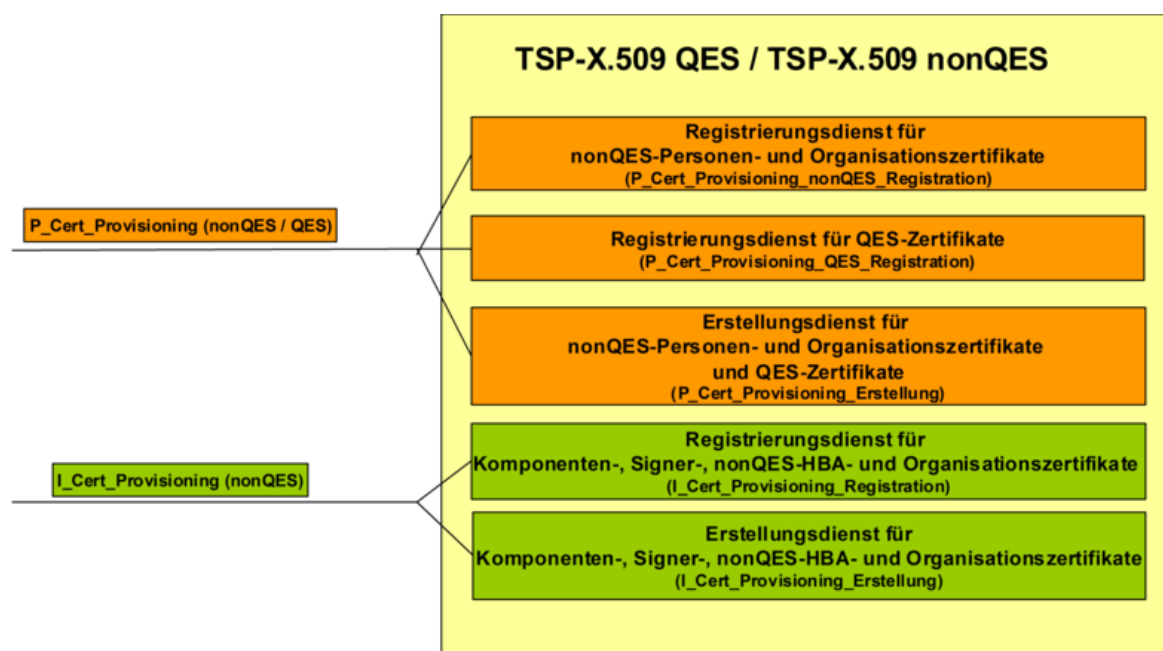 TSP-X.509 QES / TSP-X.509 nonQES
Registrierungsdienst für
nonQES-Personen- und Organisationszertifikate
(P_Cert_Provisioning_nonQES_Registration)
P_Cert_Provisioning (nonQES / QES)
Registrierungsdienst für QES-Zertifikate
(P_Cert_Provisioning_QES_Registration)
Erstellungsdienst für
nonQES-Personen- und Organisationszertifikate
und QES-Zertifikate
(P_Cert_Provisioning_Erstellung)
I_Cert_Provisioning (nonQES)
Registrierungsdienst für
Komponenten-, Signer-, nonQES-HBA- und Organisationszertifikate
(I_Cert_Provisioning_Registration)
Erstellungsdienst für
Komponenten-, Signer-, nonQES-HBA- und Organisationszertifikate
(I_Cert_Provisioning_Erstellung)